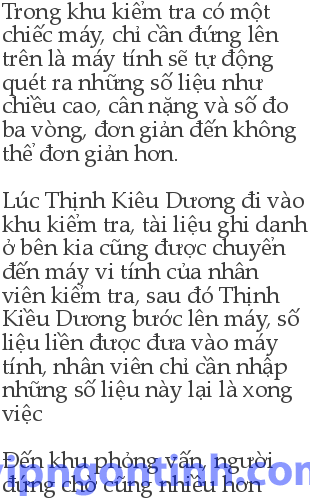 Trong khu kiểm tra có một
chiếc máy, chỉ cần đứng lên
trên là máy tính sẽ tự động
quét ra những số liệu như
chiều cao, cân nặng và số đo
ba vòng, đơn giản đến không
thể đơn giản hơn.
Lúc Thịnh Kiêu Dương đi vào
khu kiểm tra, tài liệu ghi danh
ở bên kia cũng được chuyển
đến máy vi tính của nhân
viên kiểm tra, sau đó Thịnh
Kiều Dương bước lên máy, số
liệu liền được đưa vào máy
tính, nhân viên chỉ cần nhập
những số liệu này lại là xong
việc
Đến khu phỏng vấn, người
đứng chờ cũng nhiều hơn
vipngontinh.com